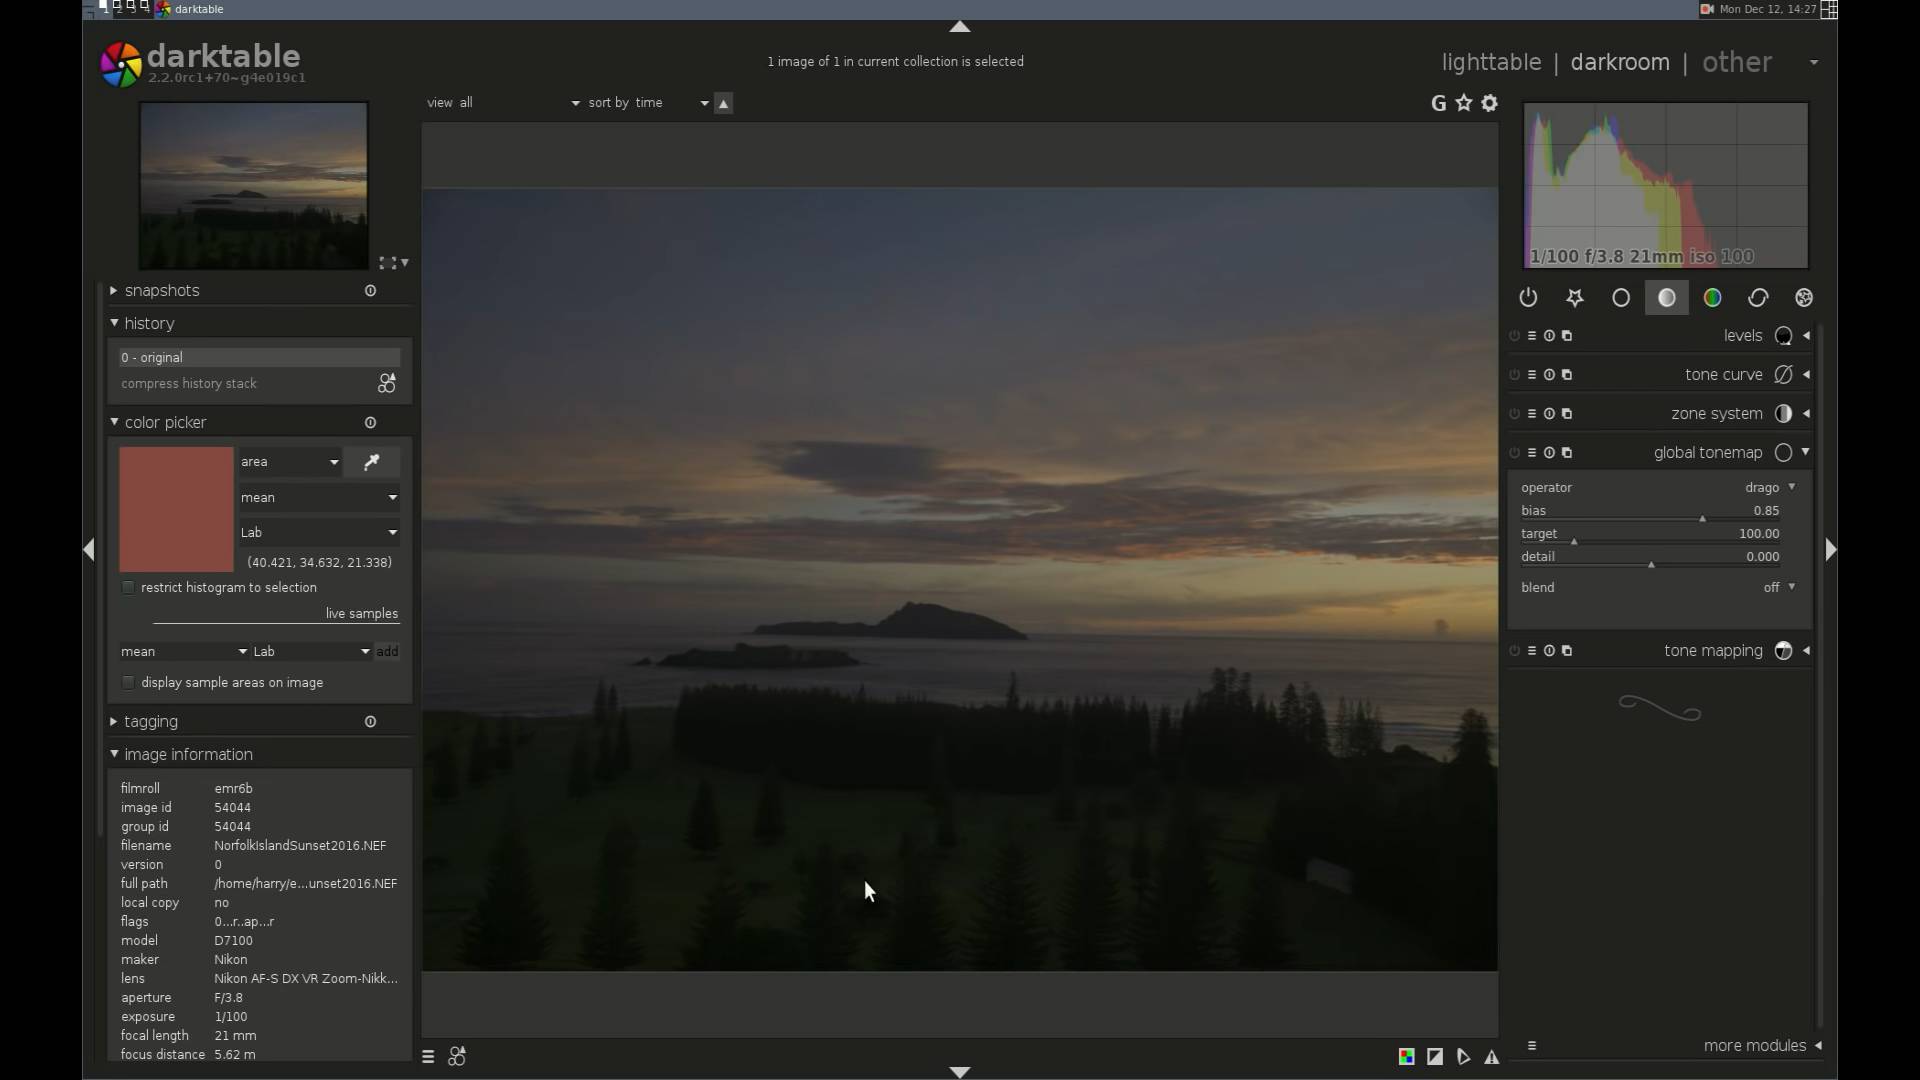 1 2 3 4 darktable
Mon Dec 12, 14:27
darktable
2.2.0rc1+70~g4e019c1
1 image of 1 in current collection is selected
lighttable | darkroom | other
view all
sort by time
G
1/100 f/3.8 21mm iso 100
snapshots
history
0 - original
compress history stack
color picker
area
mean
Lab
(40.421, 34.632, 21.338)
restrict histogram to selection
live samples
mean Lab add
display sample areas on image
tagging
image information
filmroll emr6b
image id 54044
group id 54044
filename NorfolkIslandSunset2016.NEF
version 0
full path /home/harry/e...unset2016.NEF
local copy no
flags 0...r..ap...r
model D7100
maker Nikon
lens Nikon AF-S DX VR Zoom-Nikk...
aperture F/3.8
exposure 1/100
focal length 21 mm
focus distance 5.62 m
levels
tone curve
zone system
global tonemap
operator drago
bias 0.85
target 100.00
detail 0.000
blend off
tone mapping
more modules